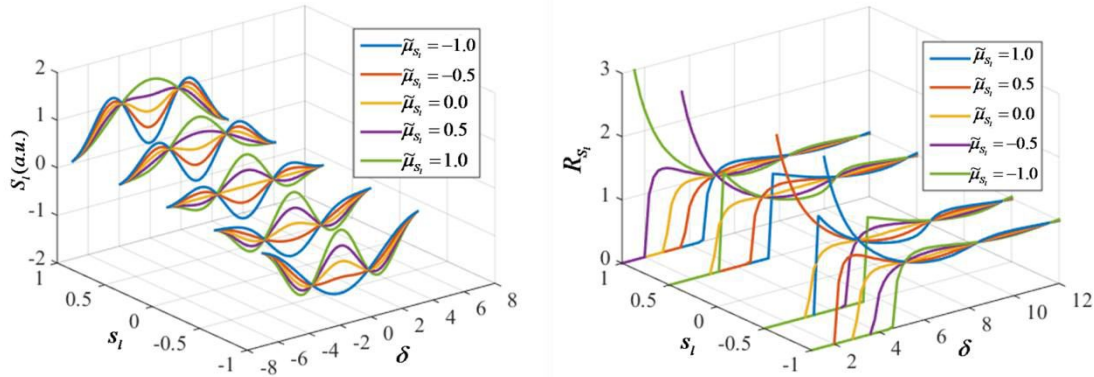 2
1
0
-1
-2
S_l(a.u.)
1
0.5
0
-0.5
-1
s_l
-8
-6
-4
-2
0
2
4
6
8
δ
μ̃_{S_l} = −1.0
μ̃_{S_l} = −0.5
μ̃_{S_l} = 0.0
μ̃_{S_l} = 0.5
μ̃_{S_l} = 1.0
3
2
1
0
R_{S_l}
1
0.5
0
-0.5
-1
s_l
2
4
6
8
10
12
δ
μ̃_{S_l} = 1.0
μ̃_{S_l} = 0.5
μ̃_{S_l} = 0.0
μ̃_{S_l} = −0.5
μ̃_{S_l} = −1.0